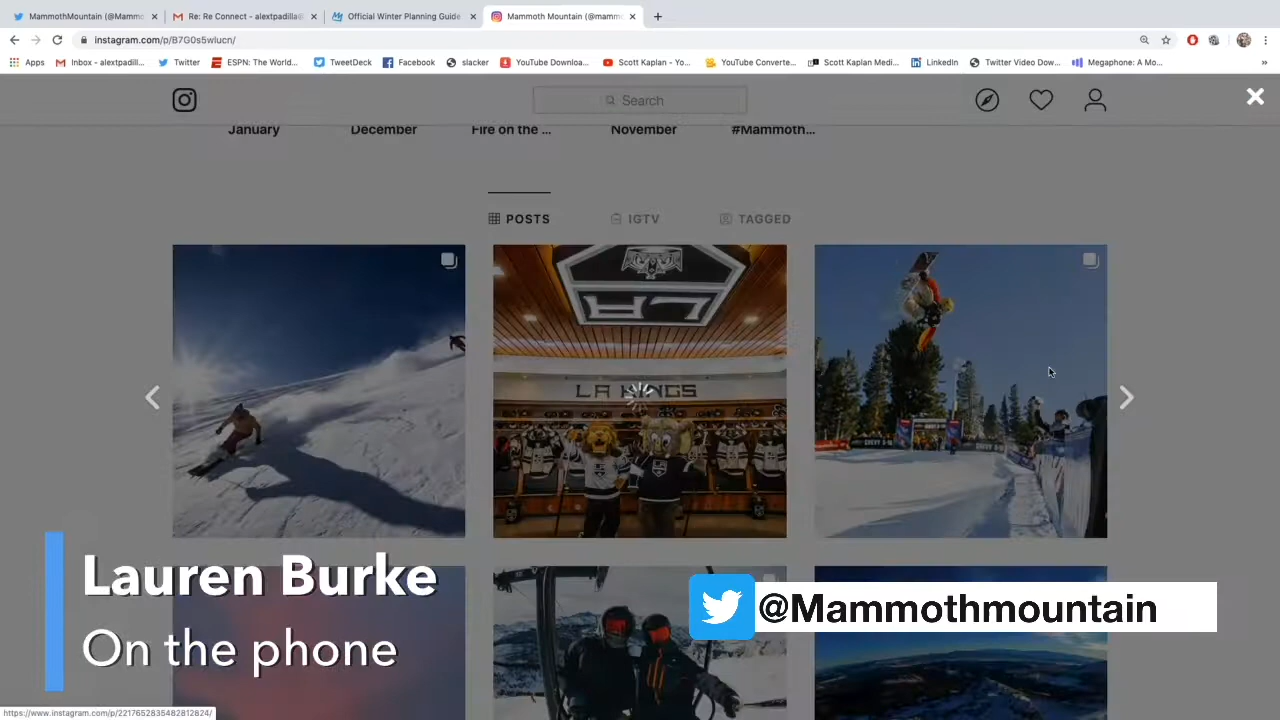 MammothMountain (@Mammo
Re: Re Connect - alextpadilla@
Official Winter Planning Guide
Mammoth Mountain (@mammo
instagram.com/p/B7G0s5wlucn/
Apps
Inbox - alextpadill...
Twitter
ESPN: The World...
TweetDeck
Facebook
slacker
YouTube Downloa...
Scott Kaplan - Yo...
YouTube Converte...
Scott Kaplan Medi...
LinkedIn
Twitter Video Dow...
Megaphone: A Mo...
Search
January
December
Fire on the ...
November
#Mammoth...
POSTS
IGTV
TAGGED
LA KINGS
Lauren Burke
On the phone
@Mammothmountain
https://www.instagram.com/p/2217652835482812824/